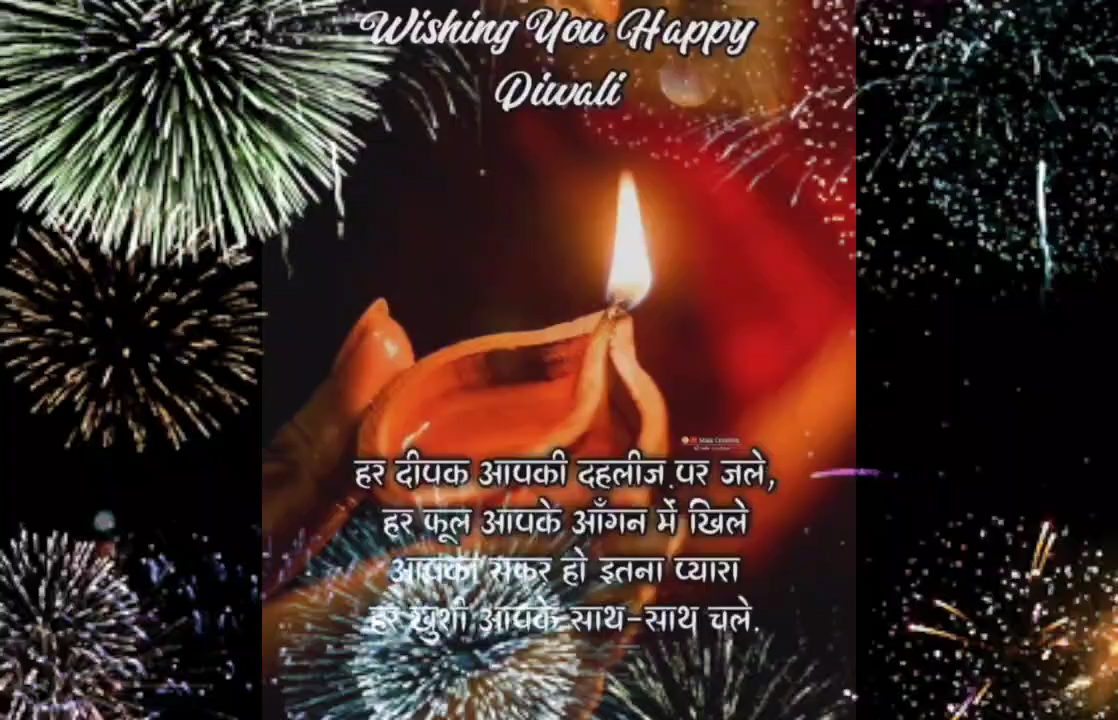 Wishing You Happy
Diwali
हर दीपक आपकी दहलीज पर जले,
हर फूल आपके आँगन में खिले
आपका सफर हो इतना प्यारा
हर खुशी आपके साथ-साथ चले.